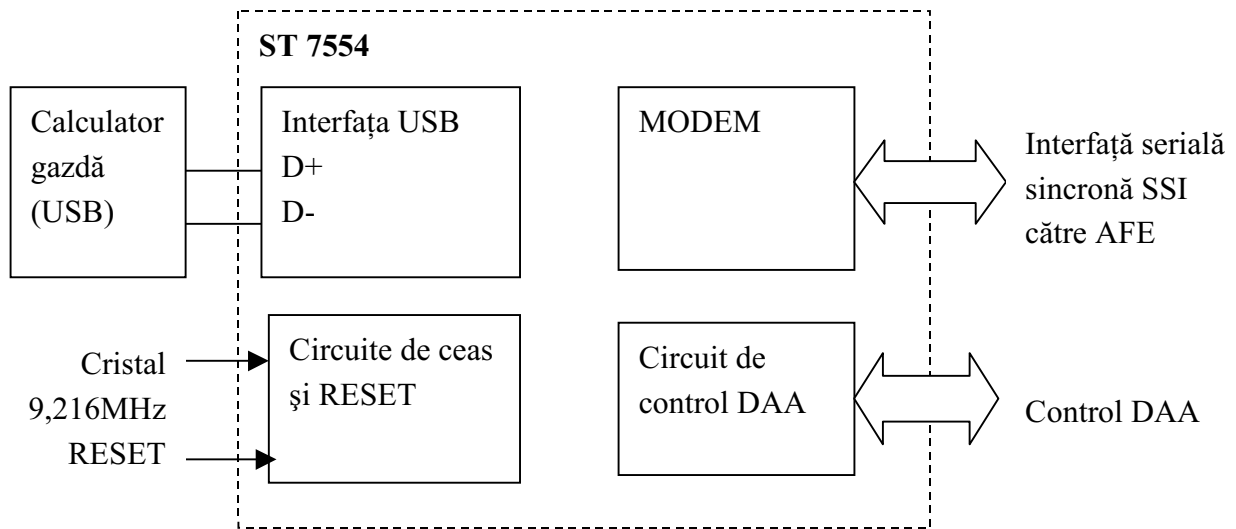 ST 7554
Calculator
gazdă
(USB)
Interfața USB
D+
D-
MODEM
Interfață serială
sincronă SSI
către AFE
Cristal
9,216MHz
RESET
Circuite de ceas
şi RESET
Circuit de
control DAA
Control DAA